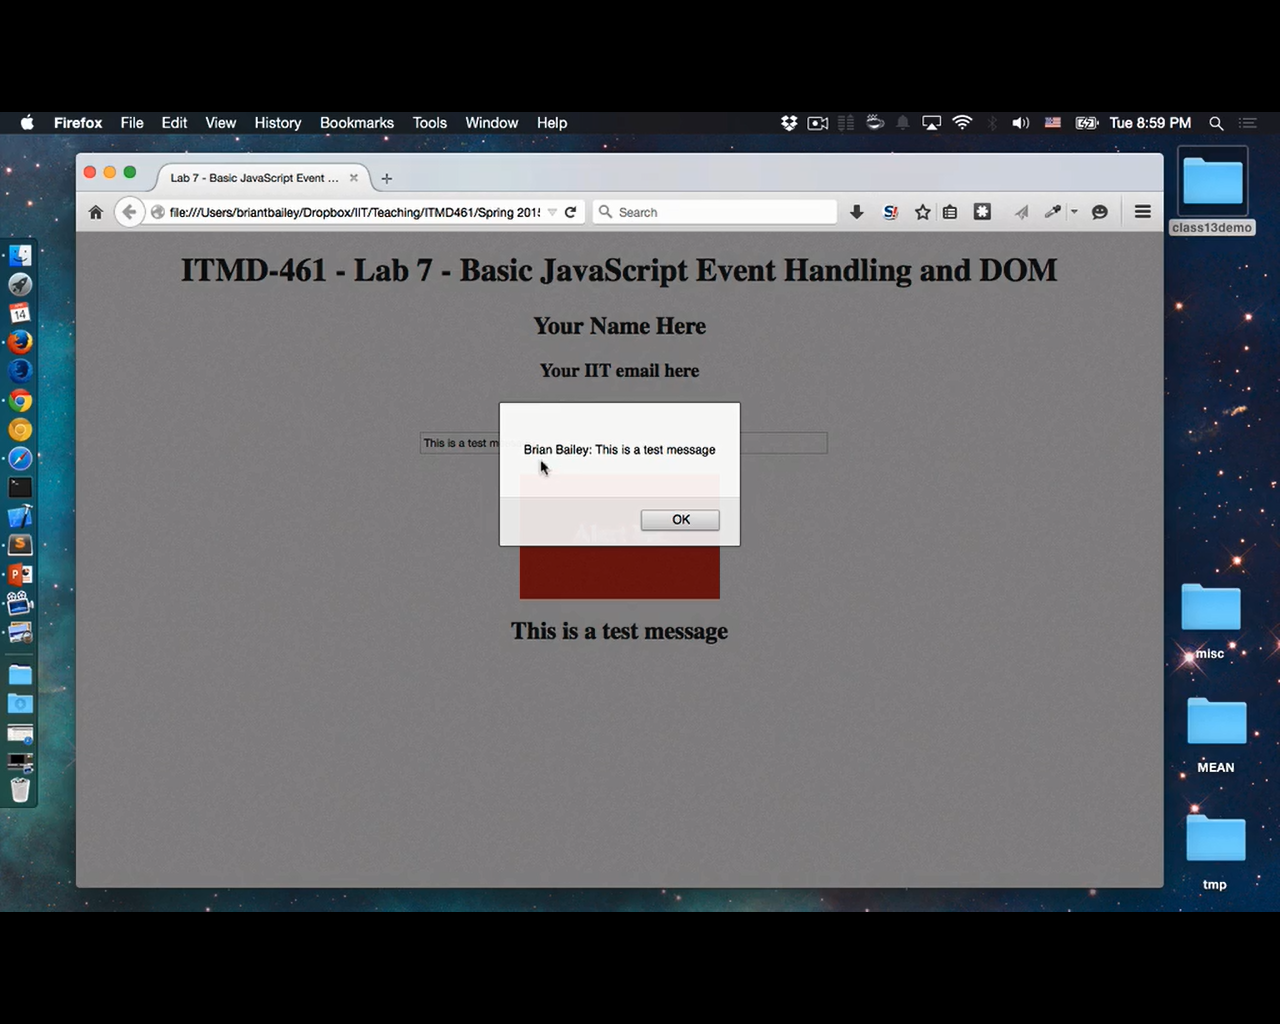 Firefox File Edit View History Bookmarks Tools Window Help Tue 8:59 PM
Lab 7 - Basic JavaScript Event ...
file:///Users/briantbailey/Dropbox/IIT/Teaching/ITMD461/Spring 2015 Search
class13demo
ITMD-461 - Lab 7 - Basic JavaScript Event Handling and DOM
14
Your Name Here
Your IIT email here
This is a test m
Brian Bailey: This is a test message
OK
This is a test message
misc
MEAN
tmp